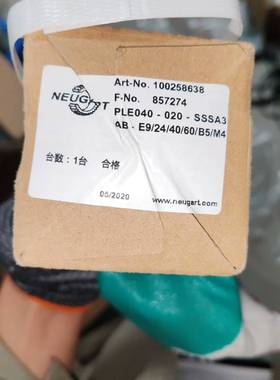 Art-No. 100258638
F-No. 857274
NEUGART
PLE040 - 020 - SSSA3
AB - E9/24/40/60/B5/M4
台数：1台 合格
05/2020
www.neugart.com